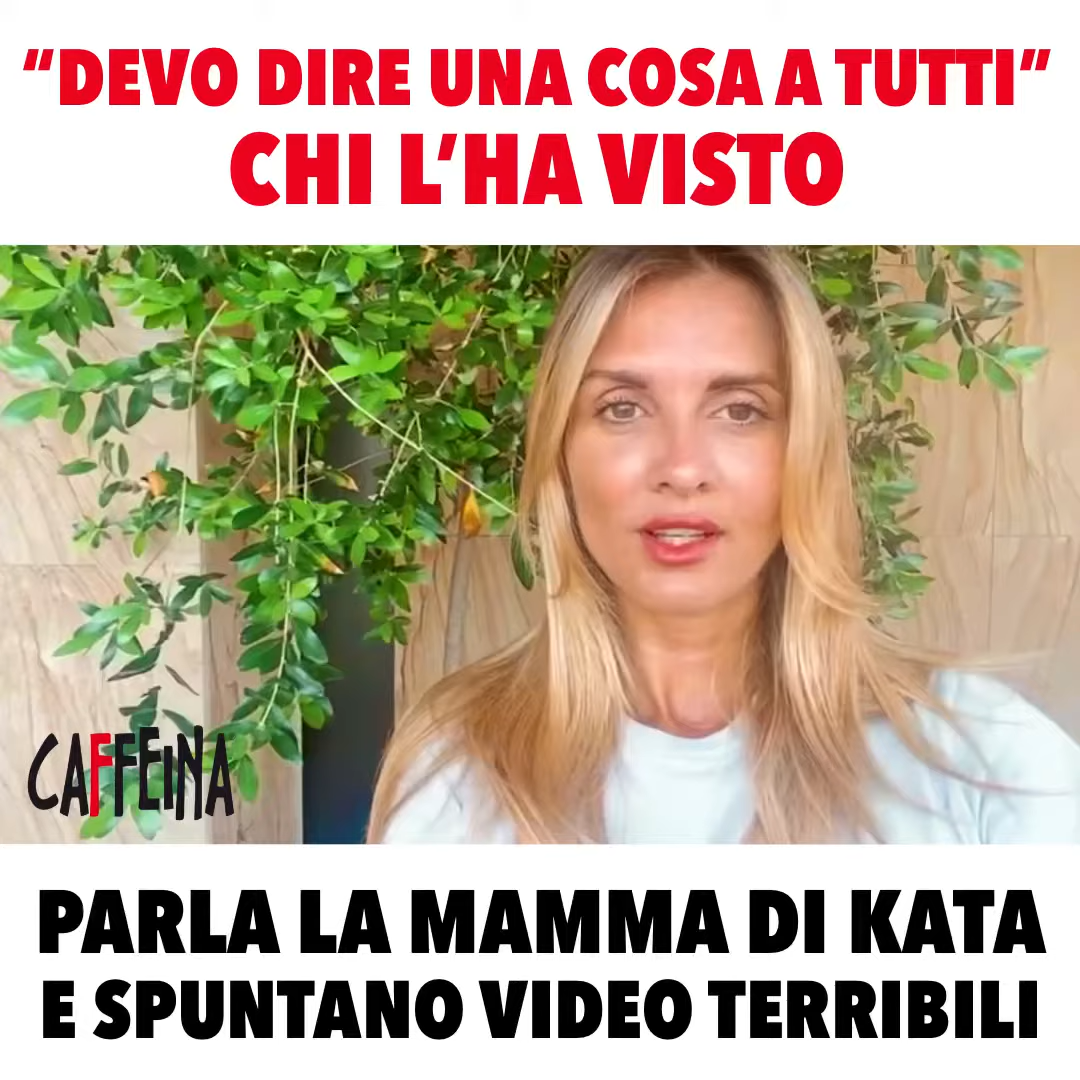 “DEVO DIRE UNA COSA A TUTTI”
CHI L’HA VISTO
CAFFEINA
PARLA LA MAMMA DI KATA
E SPUNTANO VIDEO TERRIBILI